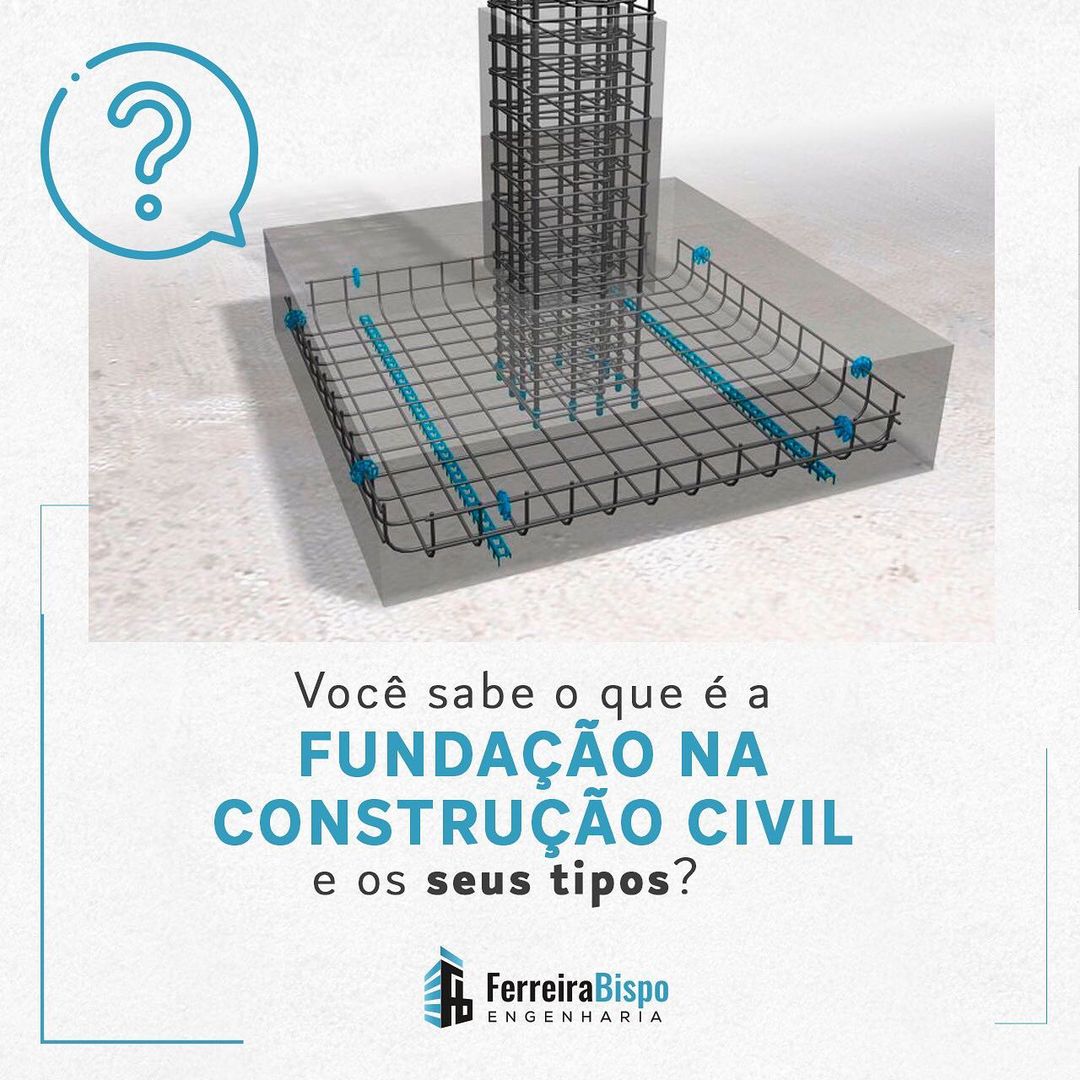 Você sabe o que é a
FUNDAÇÃO NA
CONSTRUÇÃO CIVIL
e os seus tipos?
FerreiraBispo
ENGENHARIA